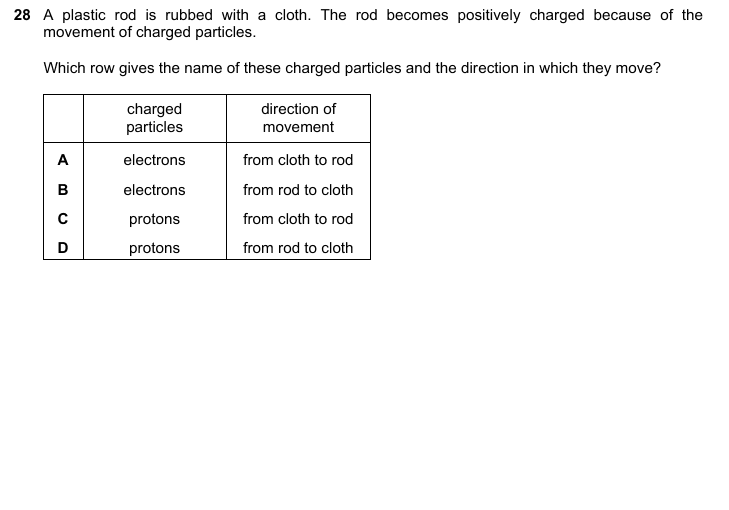 28 A plastic rod is rubbed with a cloth. The rod becomes positively charged because of the
movement of charged particles.
Which row gives the name of these charged particles and the direction in which they move?
charged particles direction of movement
A electrons from cloth to rod
B electrons from rod to cloth
C protons from cloth to rod
D protons from rod to cloth